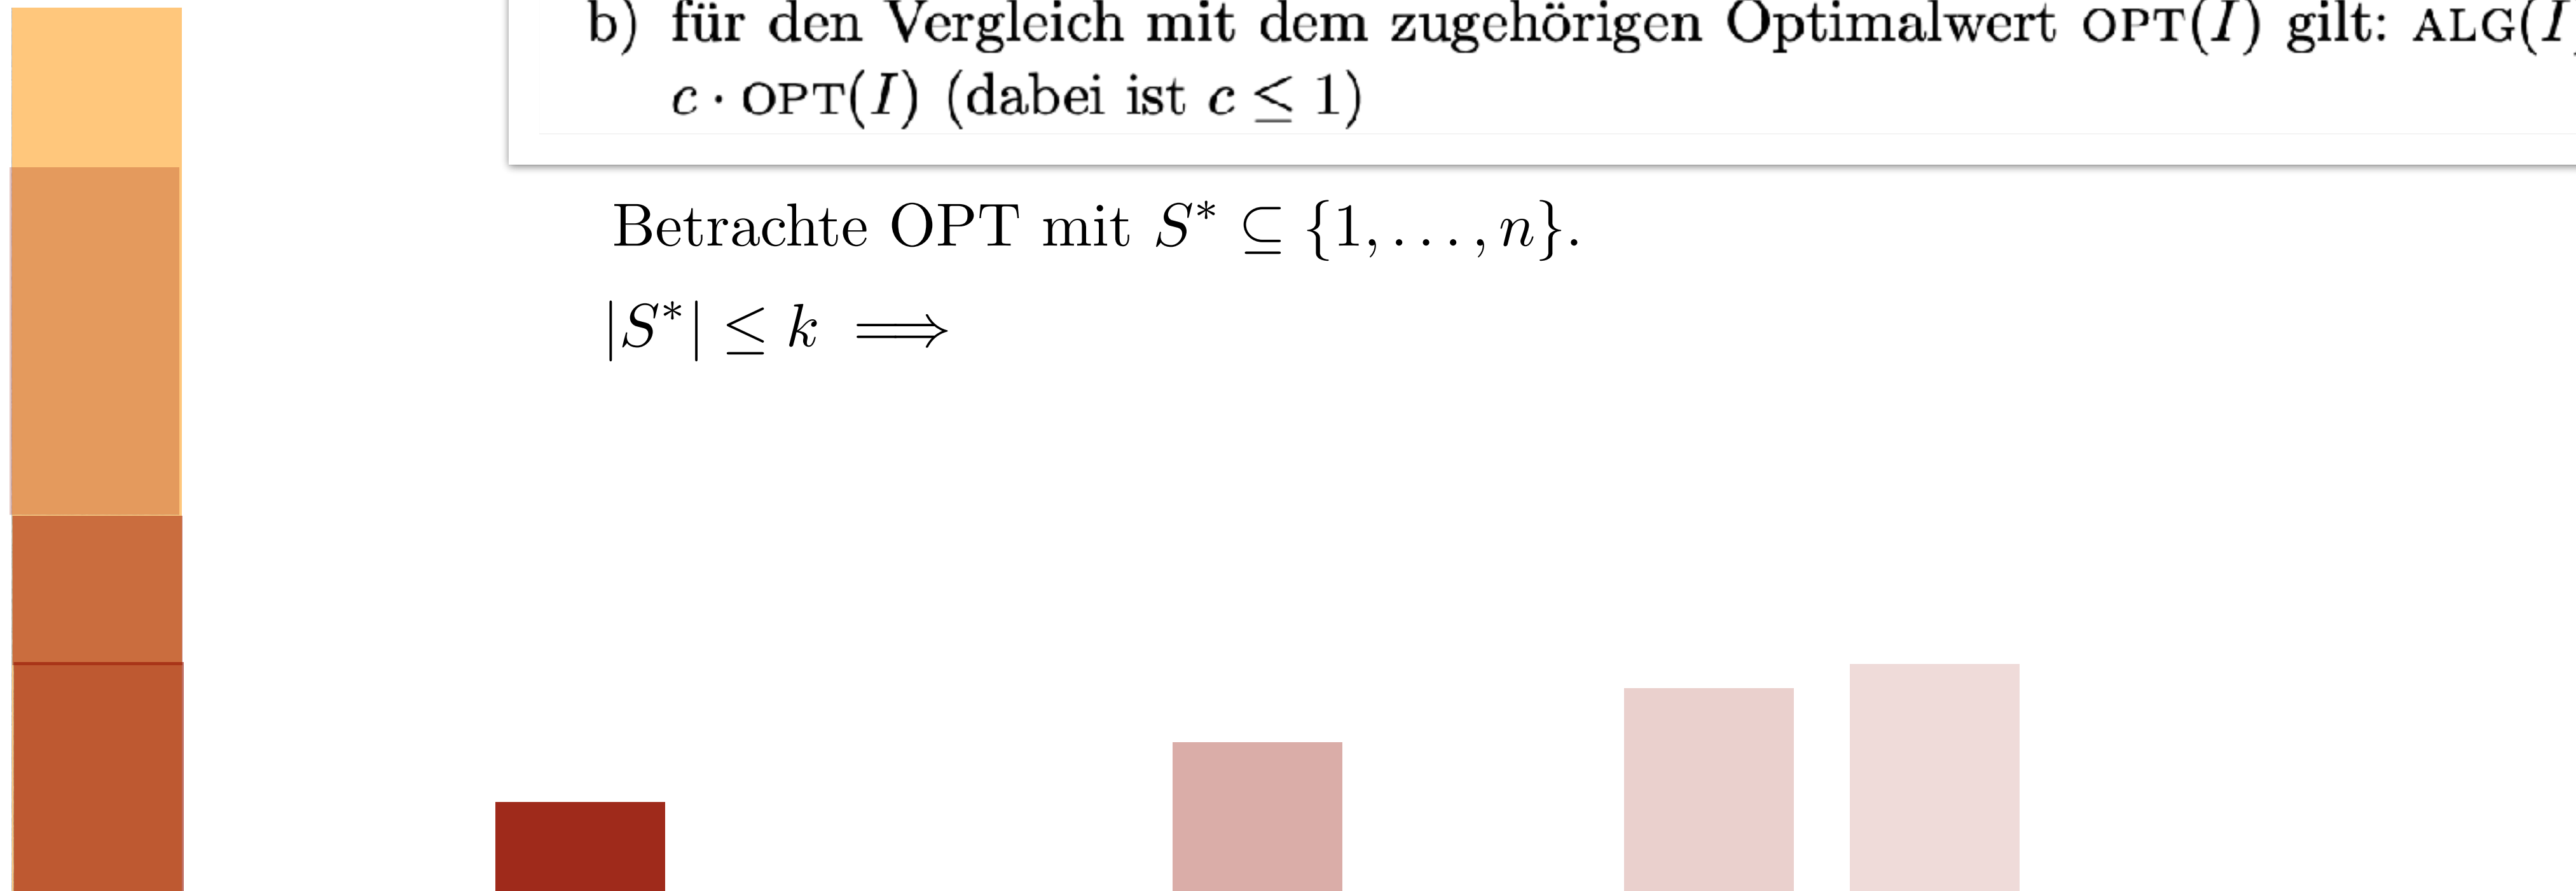 b) für den Vergleich mit dem zugehörigen Optimalwert OPT(I) gilt: ALG(I
c · OPT(I) (dabei ist c ≤ 1)
Betrachte OPT mit S* ⊆ {1, . . . , n}.
|S*| ≤ k ⟹